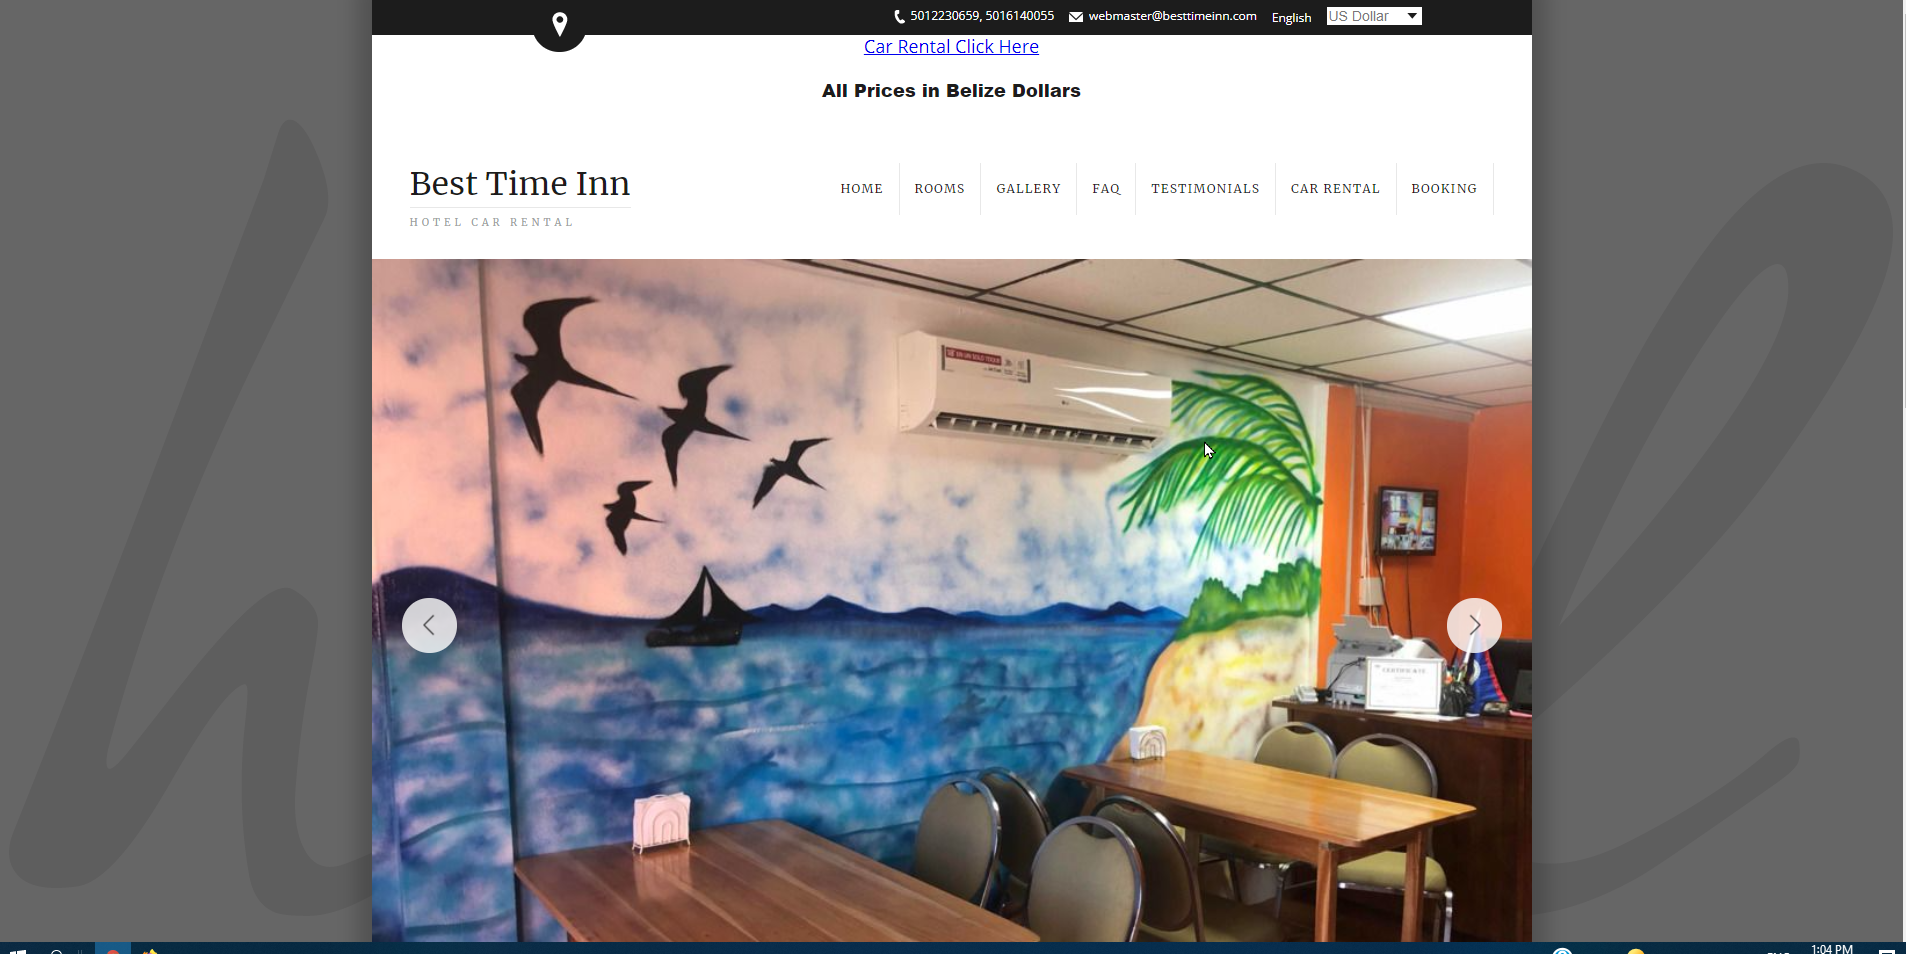 5012230659, 5016140055 webmaster@besttimeinn.com English US Dollar
Car Rental Click Here
All Prices in Belize Dollars
Best Time Inn
HOTEL CAR RENTAL
HOME ROOMS GALLERY FAQ TESTIMONIALS CAR RENTAL BOOKING
CERTIFICATE
1:04 PM